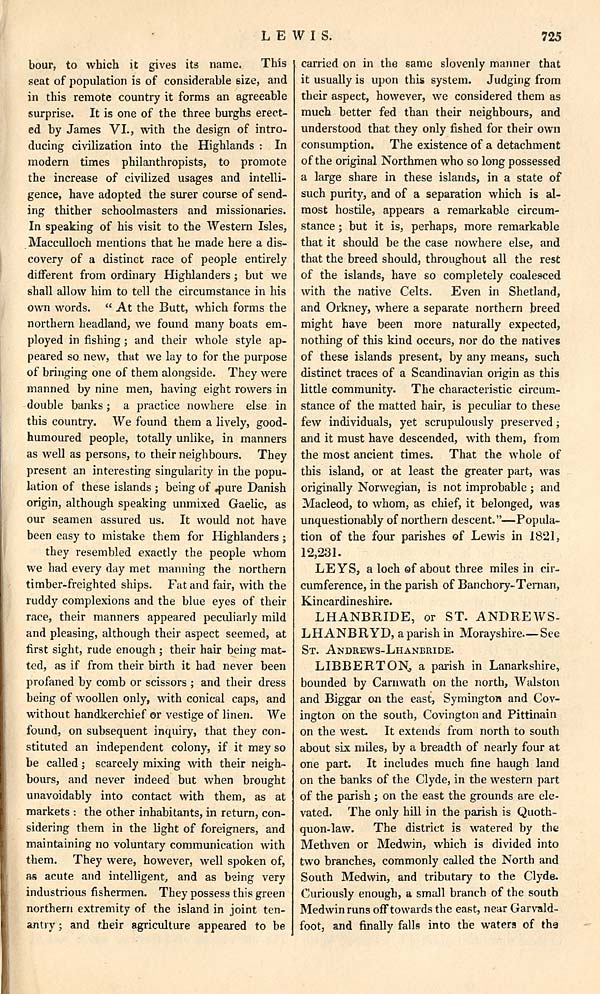 LEWIS. 725
bour, to which it gives its name. This
seat of population is of considerable size, and
in this remote country it forms an agreeable
surprise. It is one of the three burghs erect-
ed by James VI., with the design of intro-
ducing civilization into the Highlands : In
modern times philanthropists, to promote
the increase of civilized usages and intelli-
gence, have adopted the surer course of send-
ing thither schoolmasters and missionaries.
In speaking of his visit to the Western Isles,
Macculloch mentions that he made here a dis-
covery of a distinct race of people entirely
different from ordinary Highlanders ; but we
shall allow him to tell the circumstance in his
own words. “ At the Butt, which forms the
northern headland, we found many boats em-
ployed in fishing ; and their whole style ap-
peared so new, that we lay to for the purpose
of bringing one of them alongside. They were
manned by nine men, having eight rowers in
double banks ; a practice nowhere else in
this country. We found them a lively, good-
humoured people, totally unlike, in manners
as well as persons, to their neighbours. They
present an interesting singularity in the popu-
lation of these islands ; being of pure Danish
origin, although speaking unmixed Gaelic, as
our seamen assured us. It would not have
been easy to mistake them for Highlanders ;
they resembled exactly the people whom
we had every day met manning the northern
timber-freighted ships. Fat and fair, with the
ruddy complexions and the blue eyes of their
race, their manners appeared peculiarly mild
and pleasing, although their aspect seemed, at
first sight, rude enough ; their hair being mat-
ted, as if from their birth it had never been
profaned by comb or scissors ; and their dress
being of woollen only, with conical caps, and
without handkerchief or vestige of linen. We
found, on subsequent inquiry, that they con-
stituted an independent colony, if it may so
be called ; scarcely mixing with their neigh-
bours, and never indeed but when brought
unavoidably into contact with them, as at
markets : the other inhabitants, in return, con-
sidering them in the light of foreigners, and
maintaining no voluntary communication with
them. They were, however, well spoken of,
as acute and intelligent, and as being very
industrious fishermen. They possess this green
northern extremity of the island in joint ten-
antry ; and their agriculture appeared to be
carried on in the same slovenly manner that
it usually is upon this system. Judging from
their aspect, however, we considered them as
much better fed than their neighbours, and
understood that they only fished for their own
consumption. The existence of a detachment
of the original Northmen who so long possessed
a large share in these islands, in a state of
such purity, and of a separation which is al-
most hostile, appears a remarkable circum-
stance ; but it is, perhaps, more remarkable
that it should be the case nowhere else, and
that the breed should, throughout all the rest
of the islands, have so completely coalesced
with the native Celts. Even in Shetland,
and Orkney, where a separate northern breed
might have been more naturally expected,
nothing of this kind occurs, nor do the natives
of these islands present, by any means, such
distinct traces of a Scandinavian origin as this
little community. The characteristic circum-
stance of the matted hair, is peculiar to these
few individuals, yet scrupulously preserved ;
and it must have descended, with them, from
the most ancient times. That the whole of
this island, or at least the greater part, was
originally Norwegian, is not improbable ; and
Macleod, to whom, as chief, it belonged, was
unquestionably of northern descent.”—Popula-
tion of the four parishes of Lewis in 1821,
12,231.
LEYS, a loch of about three miles in cir-
cumference, in the parish of Banchory-Ternan,
Kincardineshire.
LHANBRIDE, or ST. ANDREWS-
LHANBRYD, a parish in Morayshire.—See
ST. ANDREWS-LHANBRIDE.
LIBBERTON, a parish in Lanarkshire,
bounded by Carnwath on the north, Walston
and Biggar on the east, Symington and Cov-
ington on the south, Covington and Pittinain
on the west. It extends from north to south
about six miles, by a breadth of nearly four at
one part. It includes much fine haugh land
on the banks of the Clyde, in the western part
of the parish ; on the east the grounds are ele-
vated. The only hill in the parish is Quoth-
quon-law. The district is watered by the
Methven or Medwin, which is divided into
two branches, commonly called the North and
South Medwin, and tributary to the Clyde.
Curiously enough, a small branch of the south
Medwin runs off towards the east, near Garvald-
foot, and finally falls into the waters of the